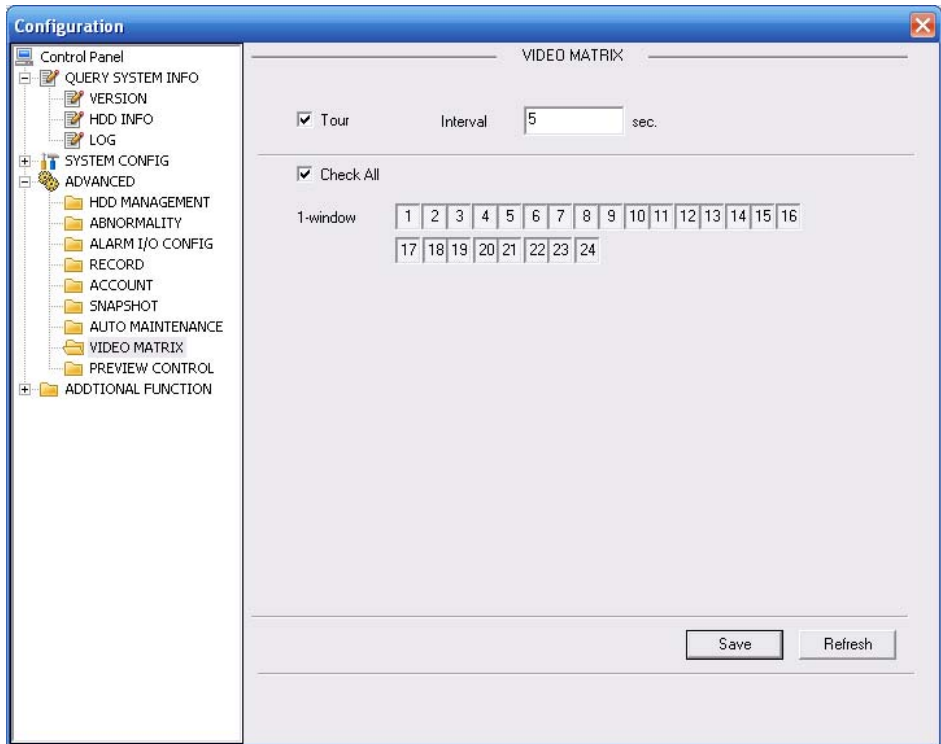 Configuration
Control Panel
QUERY SYSTEM INFO
VERSION
HDD INFO
LOG
SYSTEM CONFIG
ADVANCED
HDD MANAGEMENT
ABNORMALITY
ALARM I/O CONFIG
RECORD
ACCOUNT
SNAPSHOT
AUTO MAINTENANCE
VIDEO MATRIX
PREVIEW CONTROL
ADDTIONAL FUNCTION
VIDEO MATRIX
Tour Interval 5 sec.
Check All
1-window 1 2 3 4 5 6 7 8 9 10 11 12 13 14 15 16
17 18 19 20 21 22 23 24
Save Refresh